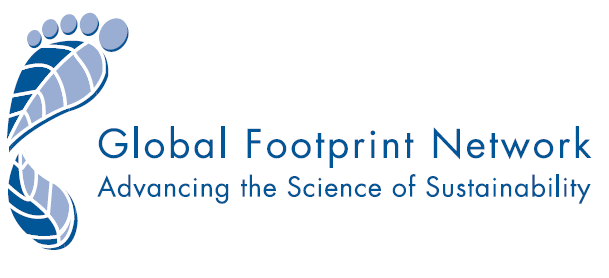 Global Footprint Network
Advancing the Science of Sustainability